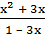 x² + 3x
1 − 3x